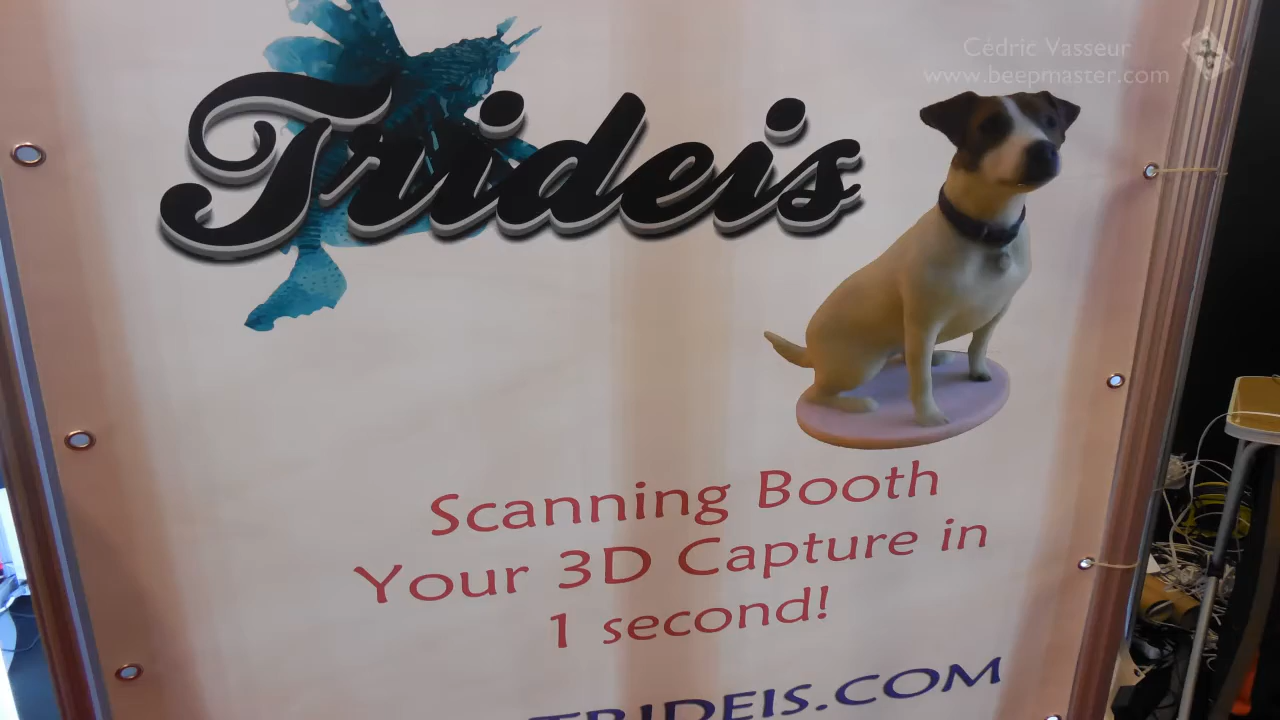 Cédric Vasseur
www.beepmaster.com
Trideis
Scanning Booth
Your 3D Capture in
1 second!
TRIDEIS.COM